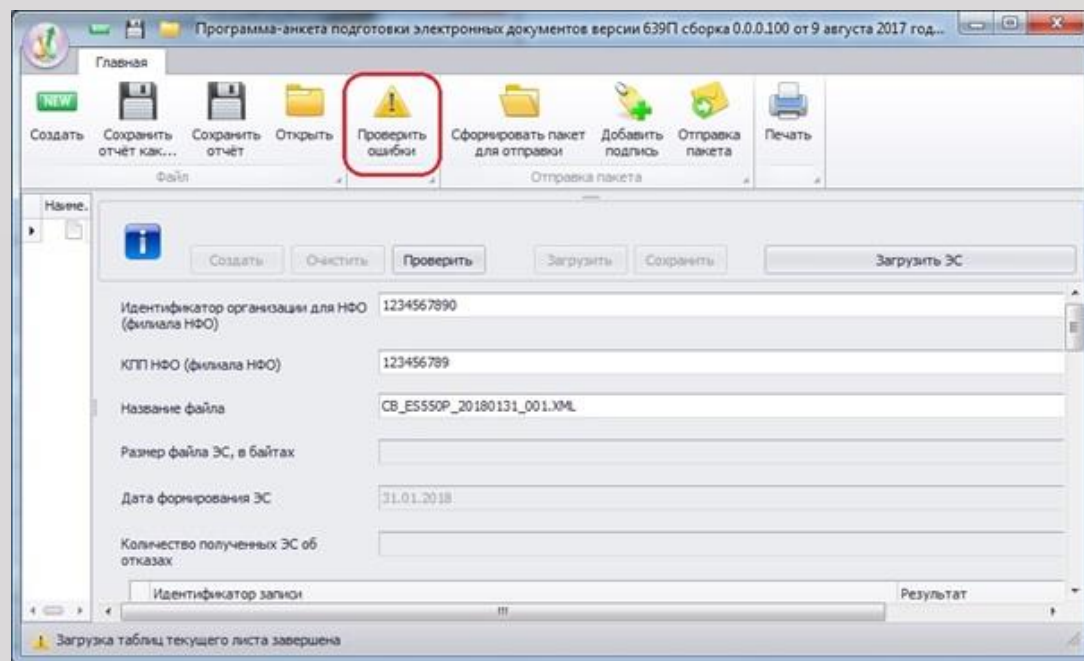 Программа-анкета подготовки электронных документов версии 639П сборка 0.0.0.100 от 9 августа 2017 год...
Главная
NEW
Создать
Сохранить
отчёт как...
Сохранить
отчёт
Открыть
Проверить
ошибки
Сформировать пакет
для отправки
Добавить
подпись
Отправка
пакета
Печать
Файл
Отправка пакета
Наиме.
Создать
Очистить
Проверить
Загрузить
Сохранить
Загрузить ЭС
Идентификатор организации для НФО
(филиала НФО)
1234567890
КПП НФО (филиала НФО)
123456789
Название файла
CB_ES550P_20180131_001.XML
Размер файла ЭС, в байтах
Дата формирования ЭС
31.01.2018
Количество полученных ЭС об
отказах
Идентификатор записи
Результат
Загрузка таблиц текущего листа завершена